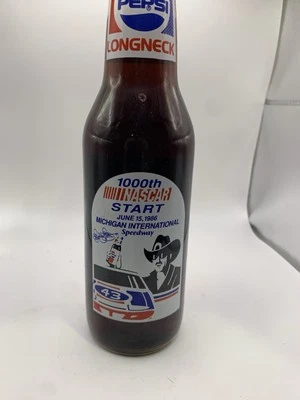 PEPSI
LONGNECK
1000th
NASCAR
START
JUNE 15, 1986
MICHIGAN INTERNATIONAL
Speedway
43